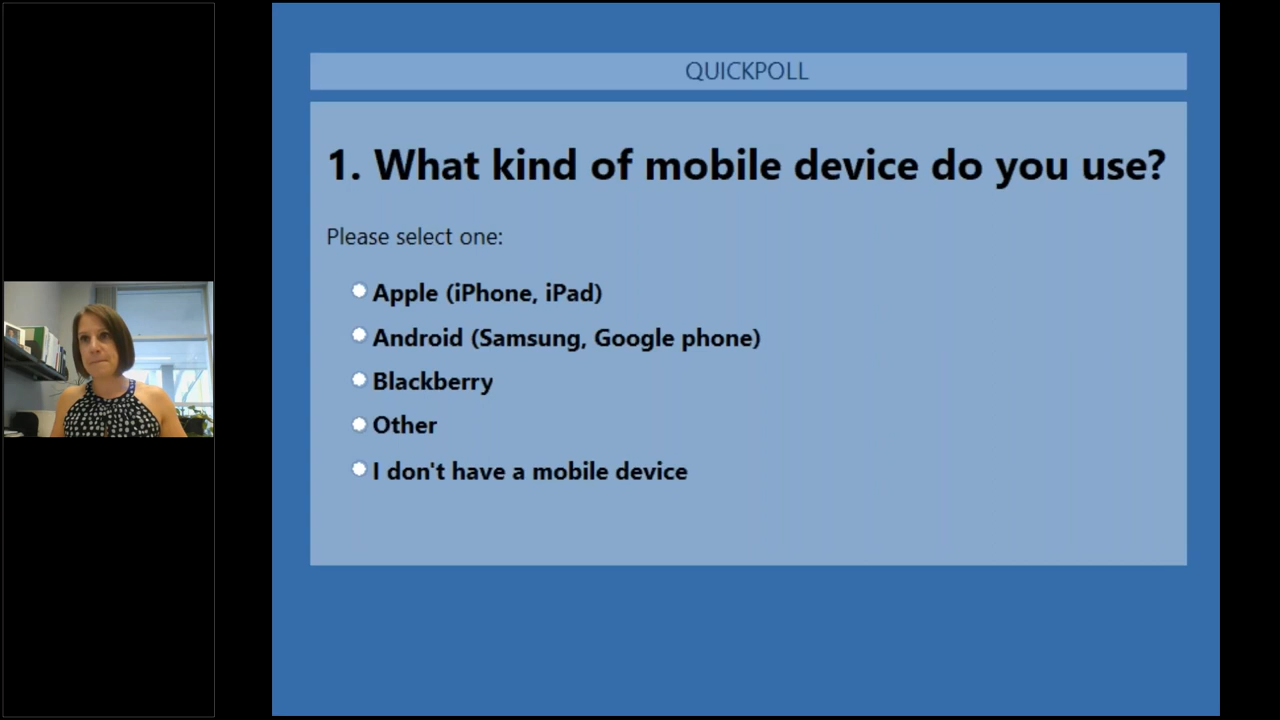 QUICKPOLL
1. What kind of mobile device do you use?
Please select one:
Apple (iPhone, iPad)
Android (Samsung, Google phone)
Blackberry
Other
I don't have a mobile device